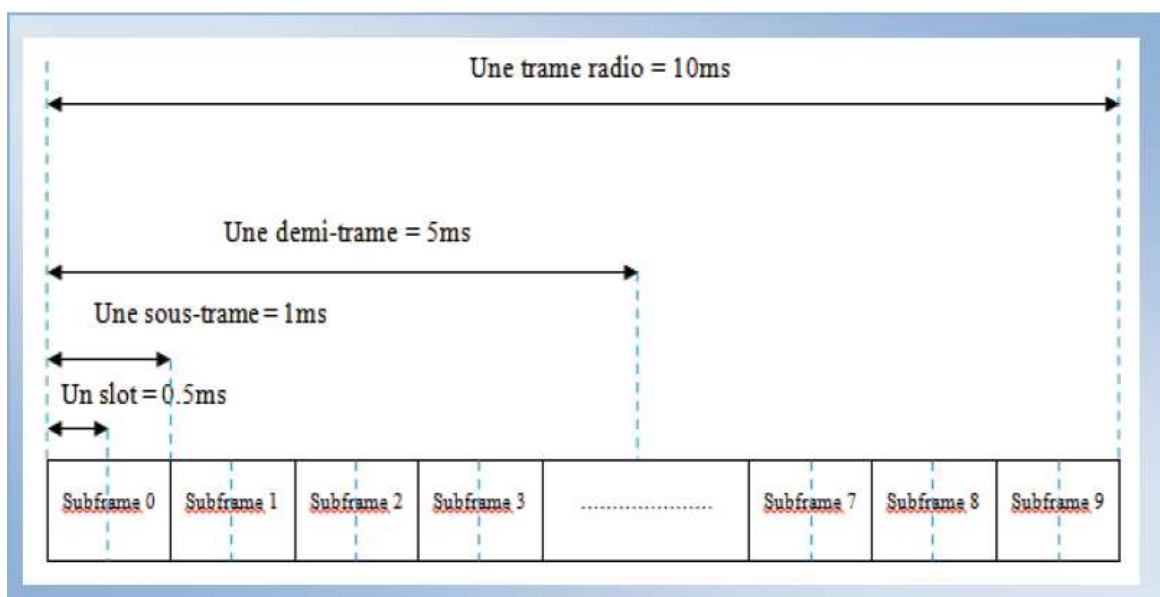 Une trame radio = 10ms
Une demi-trame = 5ms
Une sous-trame = 1ms
Un slot = 0.5ms
Subframe 0 Subframe 1 Subframe 2 Subframe 3 ...................... Subframe 7 Subframe 8 Subframe 9